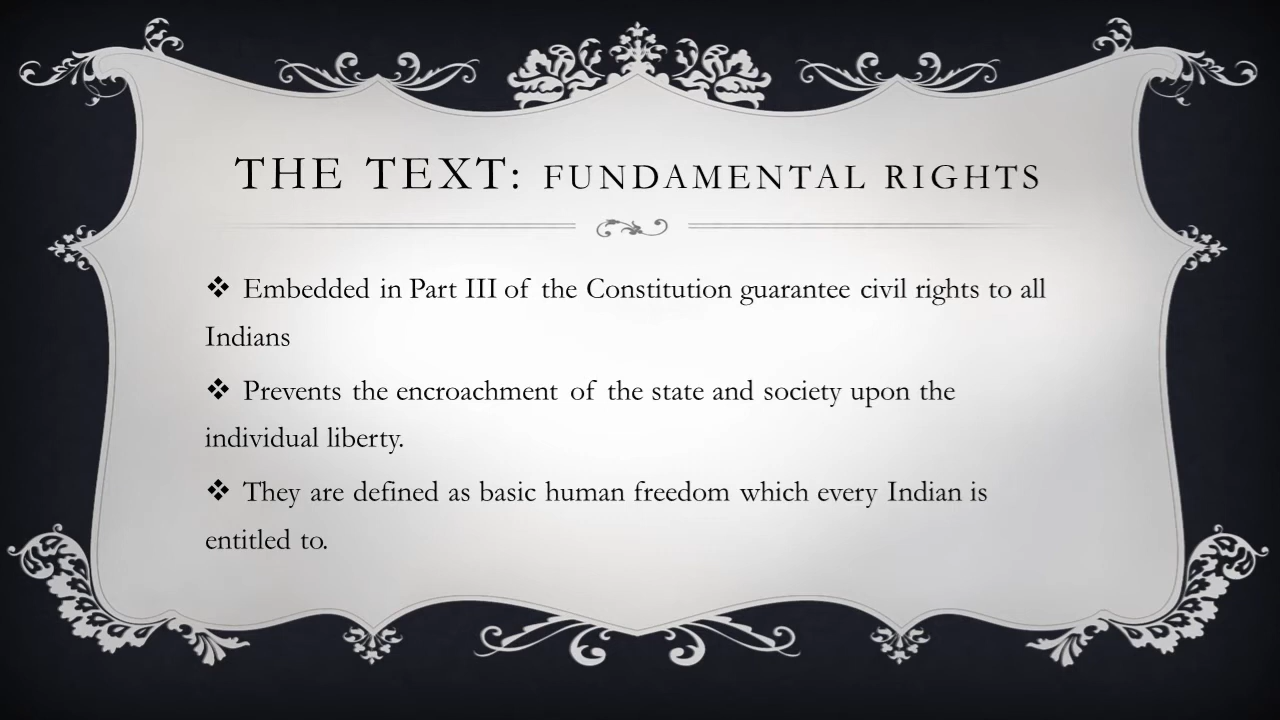 THE TEXT: FUNDAMENTAL RIGHTS
❖ Embedded in Part III of the Constitution guarantee civil rights to all
Indians
❖ Prevents the encroachment of the state and society upon the
individual liberty.
❖ They are defined as basic human freedom which every Indian is
entitled to.